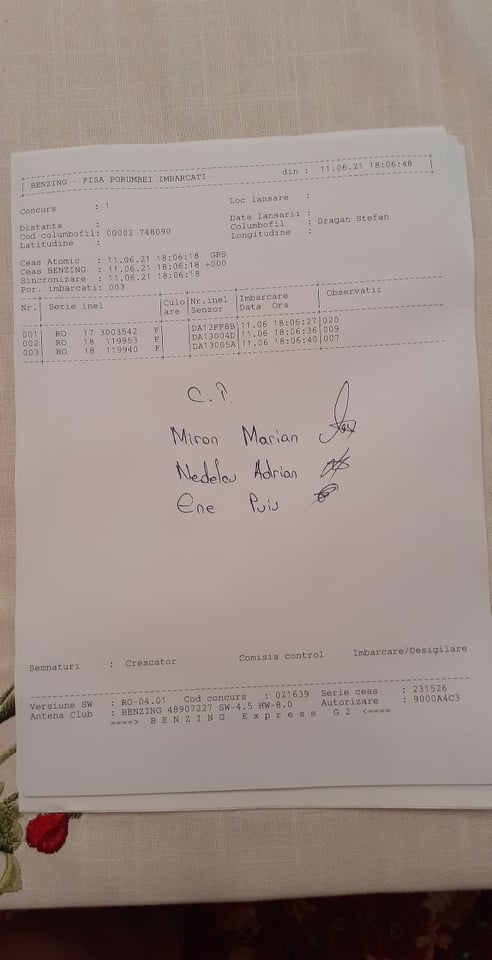 BENZING - FISA PORUMBEI IMBARCATI din : 11.06.21 18:06:48
Concurs : 1 Loc lansare :
Distanta : Data lansarii :
Cod columbofil: 00002 748090 Columbofil : Dragan Stefan
Latitudine : Longitudine :
Ceas Atomic : 11.06.21 18:06:18 GPS
Ceas BENZING : 11.06.21 18:06:18 +000
Sincronizare : 11.06.21 18:06:18
Por. imbarcati: 003
Nr. Serie inel Culo are Nr.inel Senzor Imbarcare Data Ora Observatii
001 RO 17 3003542 F DA12FF8B 11.06 18:06:27 020
002 RO 18 119953 F DA13004D 11.06 18:06:36 009
003 RO 18 119940 F DA13005A 11.06 18:06:40 007
C.P.
Miron Marian
Nedelcu Adrian
Ene Puiu
Semnaturi : Crescator Comisia control Imbarcare/Desigilare
Versiune SW : RO-04.01 Cod concurs : 021639 Serie ceas : 231526
Antena Club : BENZING 48907227 SW-4.5 HW-8.0 Autorizare : 9000A4C3
====> B E N Z I N G E x p r e s s G 2 <====